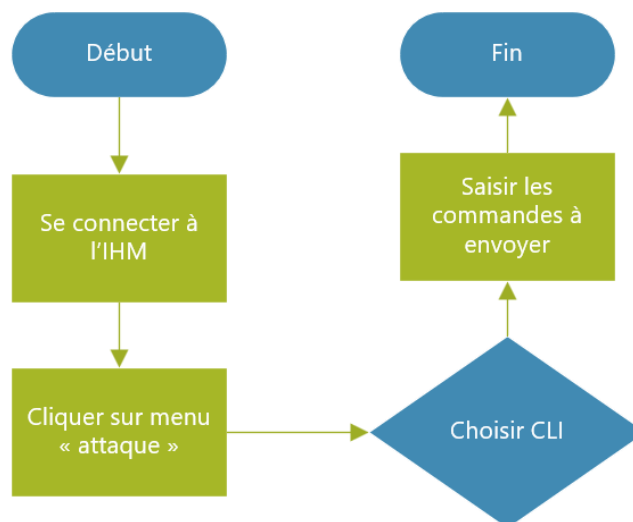 Début
Se connecter à
l'IHM
Cliquer sur menu
« attaque »
Choisir CLI
Saisir les
commandes à
envoyer
Fin